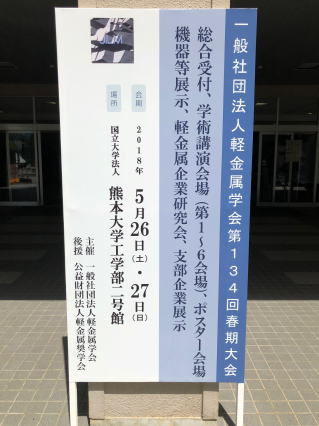 一般社団法人軽金属学会第134回春期大会
総合受付、学術講演会場（第1～6会場）、ポスター会場
機器等展示、軽金属企業研究会、支部企業展示
会期
2018年5月26日(土)・27日(日)
場所
国立大学法人
熊本大学工学部二号館
主催 一般社団法人軽金属学会
後援 公益財団法人軽金属奨学会